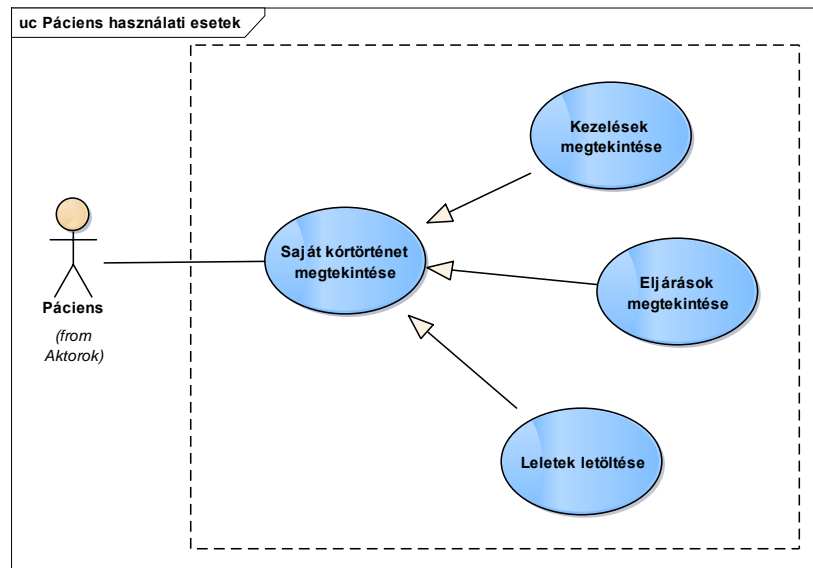 uc Páciens használati esetek
Kezelések
megtekintése
Saját kórtörténet
megtekintése
Eljárások
megtekintése
Páciens
(from
Aktorok)
Leletek letöltése